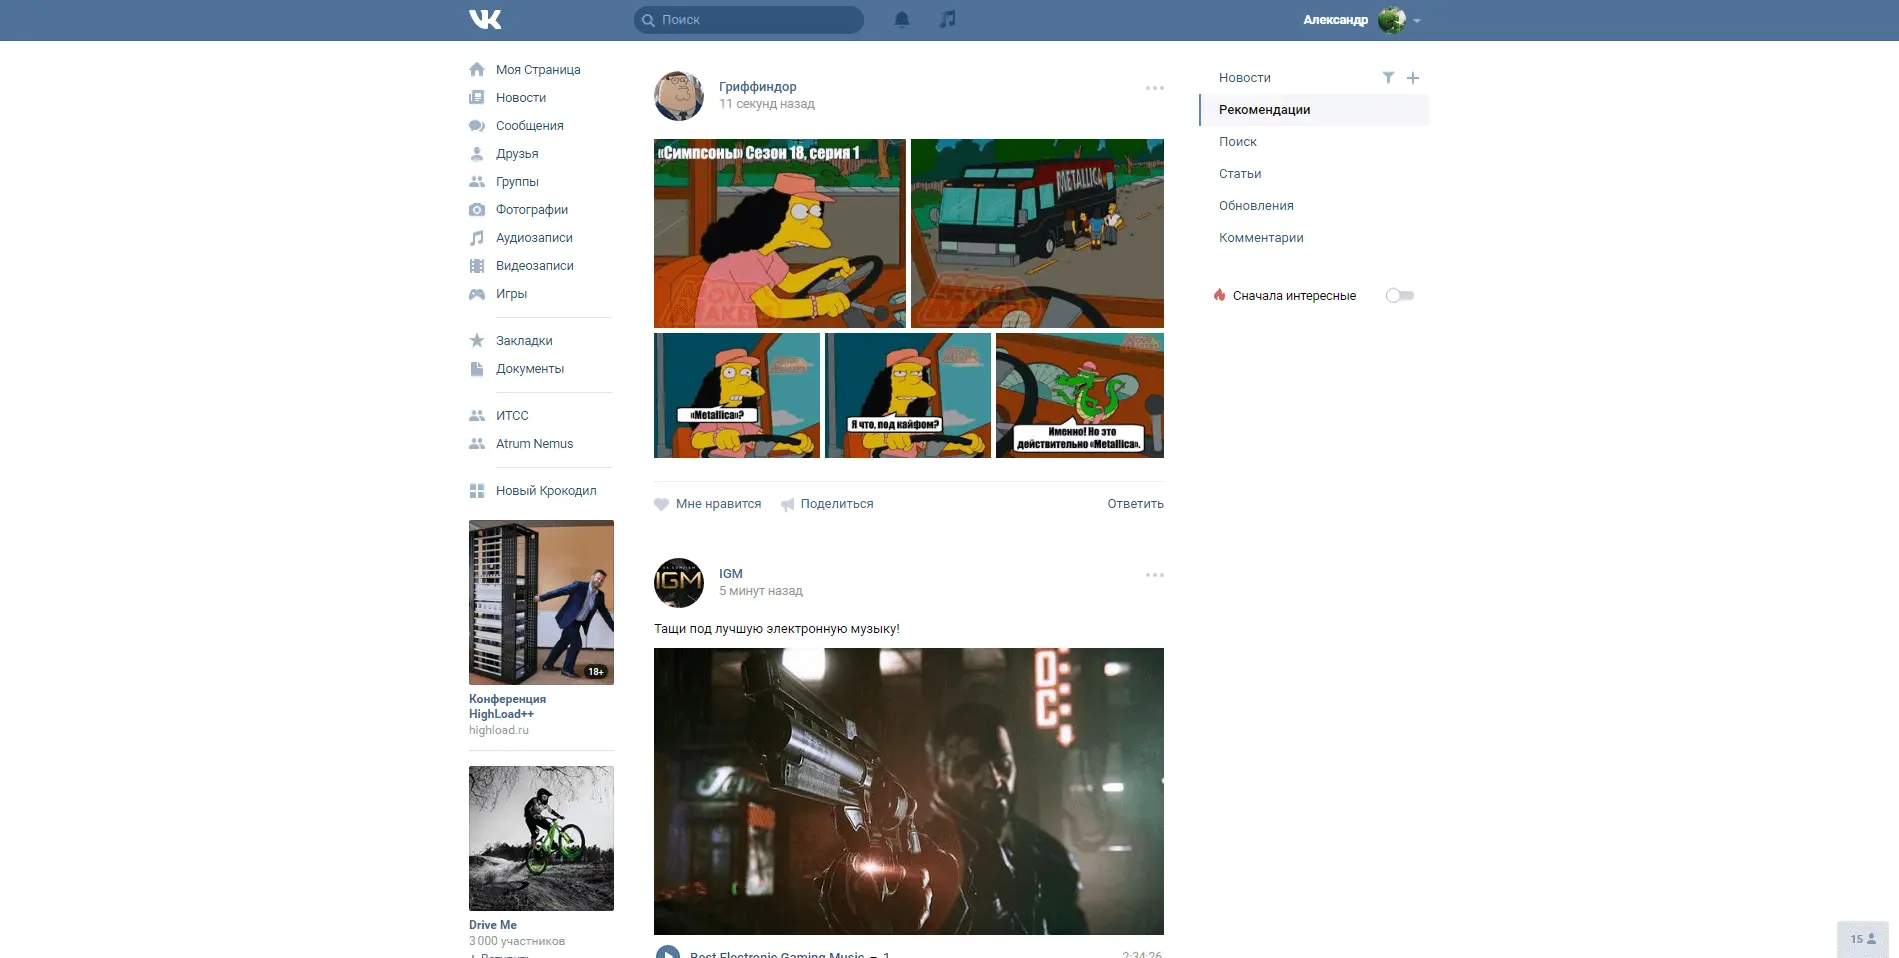 Поиск
Александр
Моя Страница
Новости
Сообщения
Друзья
Группы
Фотографии
Аудиозаписи
Видеозаписи
Игры
Закладки
Документы
ИТСС
Atrum Nemus
Новый Крокодил
18+
Конференция
HighLoad++
highload.ru
Drive Me
3 000 участников
+ Вступить
Гриффиндор
11 секунд назад
«Симпсоны» Сезон 18, серия 1
METALLICA
MOVIE
MAKERS
«Metallica»?
Я что, под кайфом?
Именно! Но это
действительно «Metallica».
Мне нравится
Поделиться
Ответить
IGM
IGM
5 минут назад
Тащи под лучшую электронную музыку!
Best Electronic Gaming Music – 1
2:34:26
Новости
Рекомендации
Поиск
Статьи
Обновления
Комментарии
Сначала интересные
15